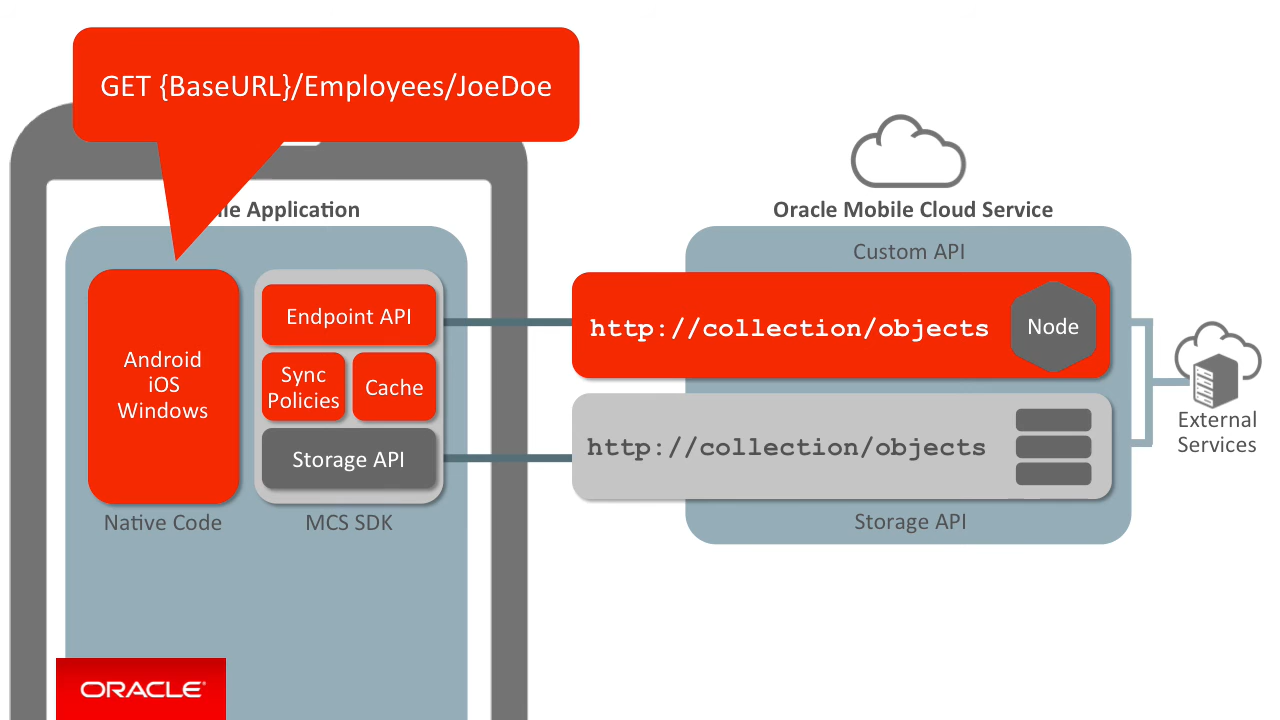 GET {BaseURL}/Employees/JoeDoe
Application
Oracle Mobile Cloud Service
Custom API
Endpoint API
http://collection/objects
Node
Android
iOS
Windows
Sync
Policies
Cache
Storage API
http://collection/objects
External
Services
Native Code
MCS SDK
Storage API
ORACLE